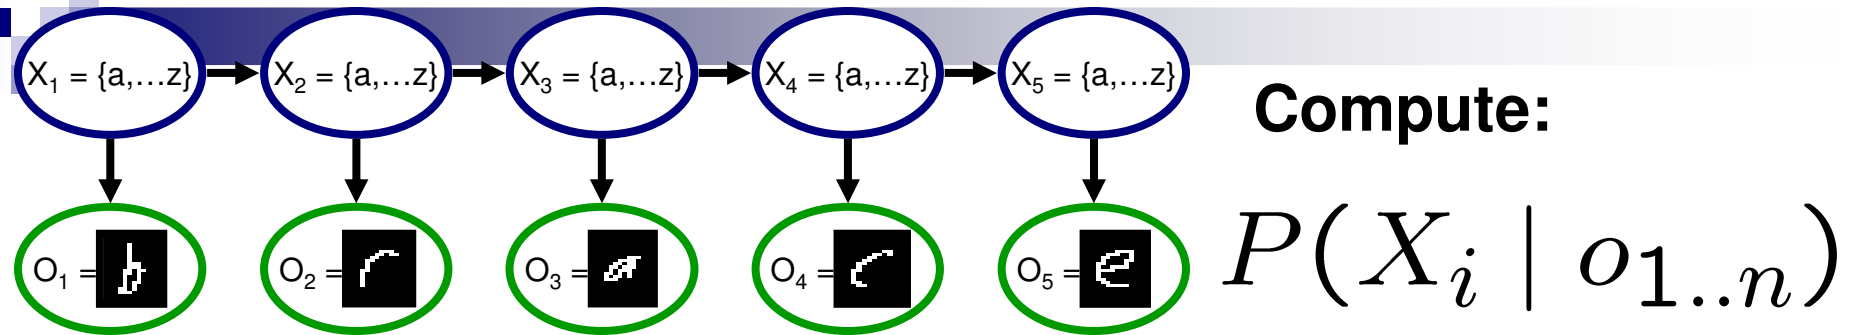 X₁ = {a,…z} X₂ = {a,…z} X₃ = {a,…z} X₄ = {a,…z} X₅ = {a,…z}
Compute:
O₁ = b O₂ = r O₃ = a O₄ = c O₅ = e
P(Xᵢ | o₁..ₙ)